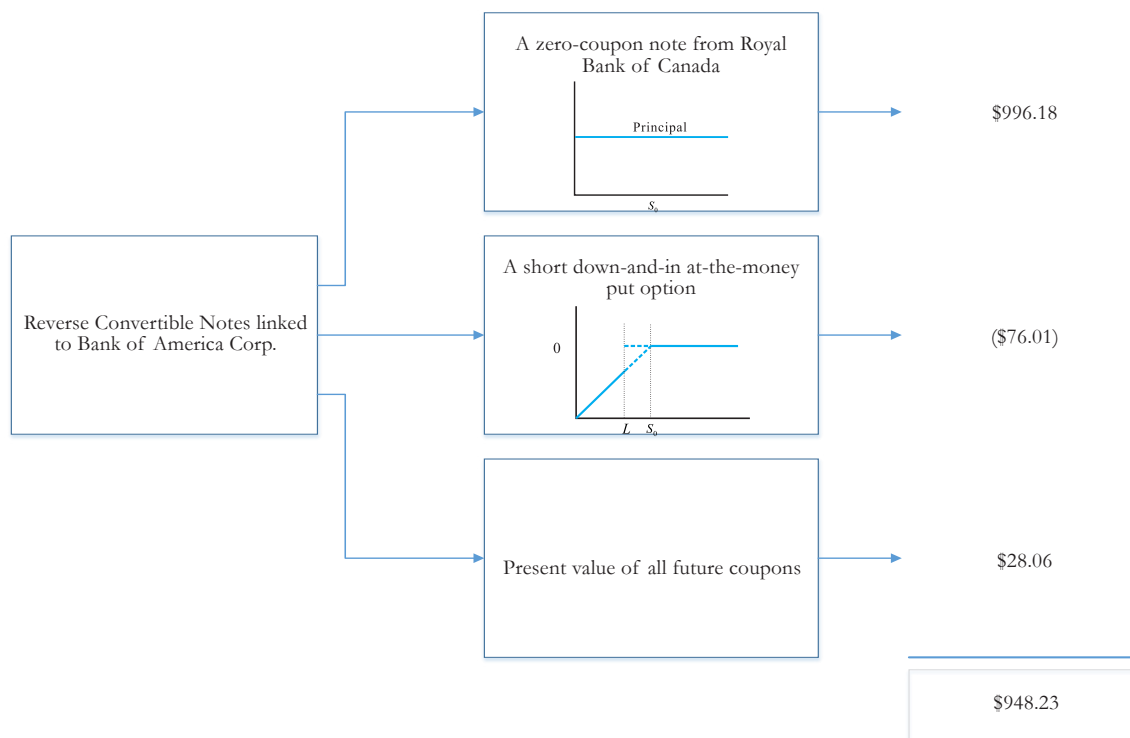 A zero-coupon note from Royal
Bank of Canada
Principal
S₀
$996.18
Reverse Convertible Notes linked
to Bank of America Corp.
A short down-and-in at-the-money
put option
0
L
S₀
($76.01)
Present value of all future coupons
$28.06
$948.23